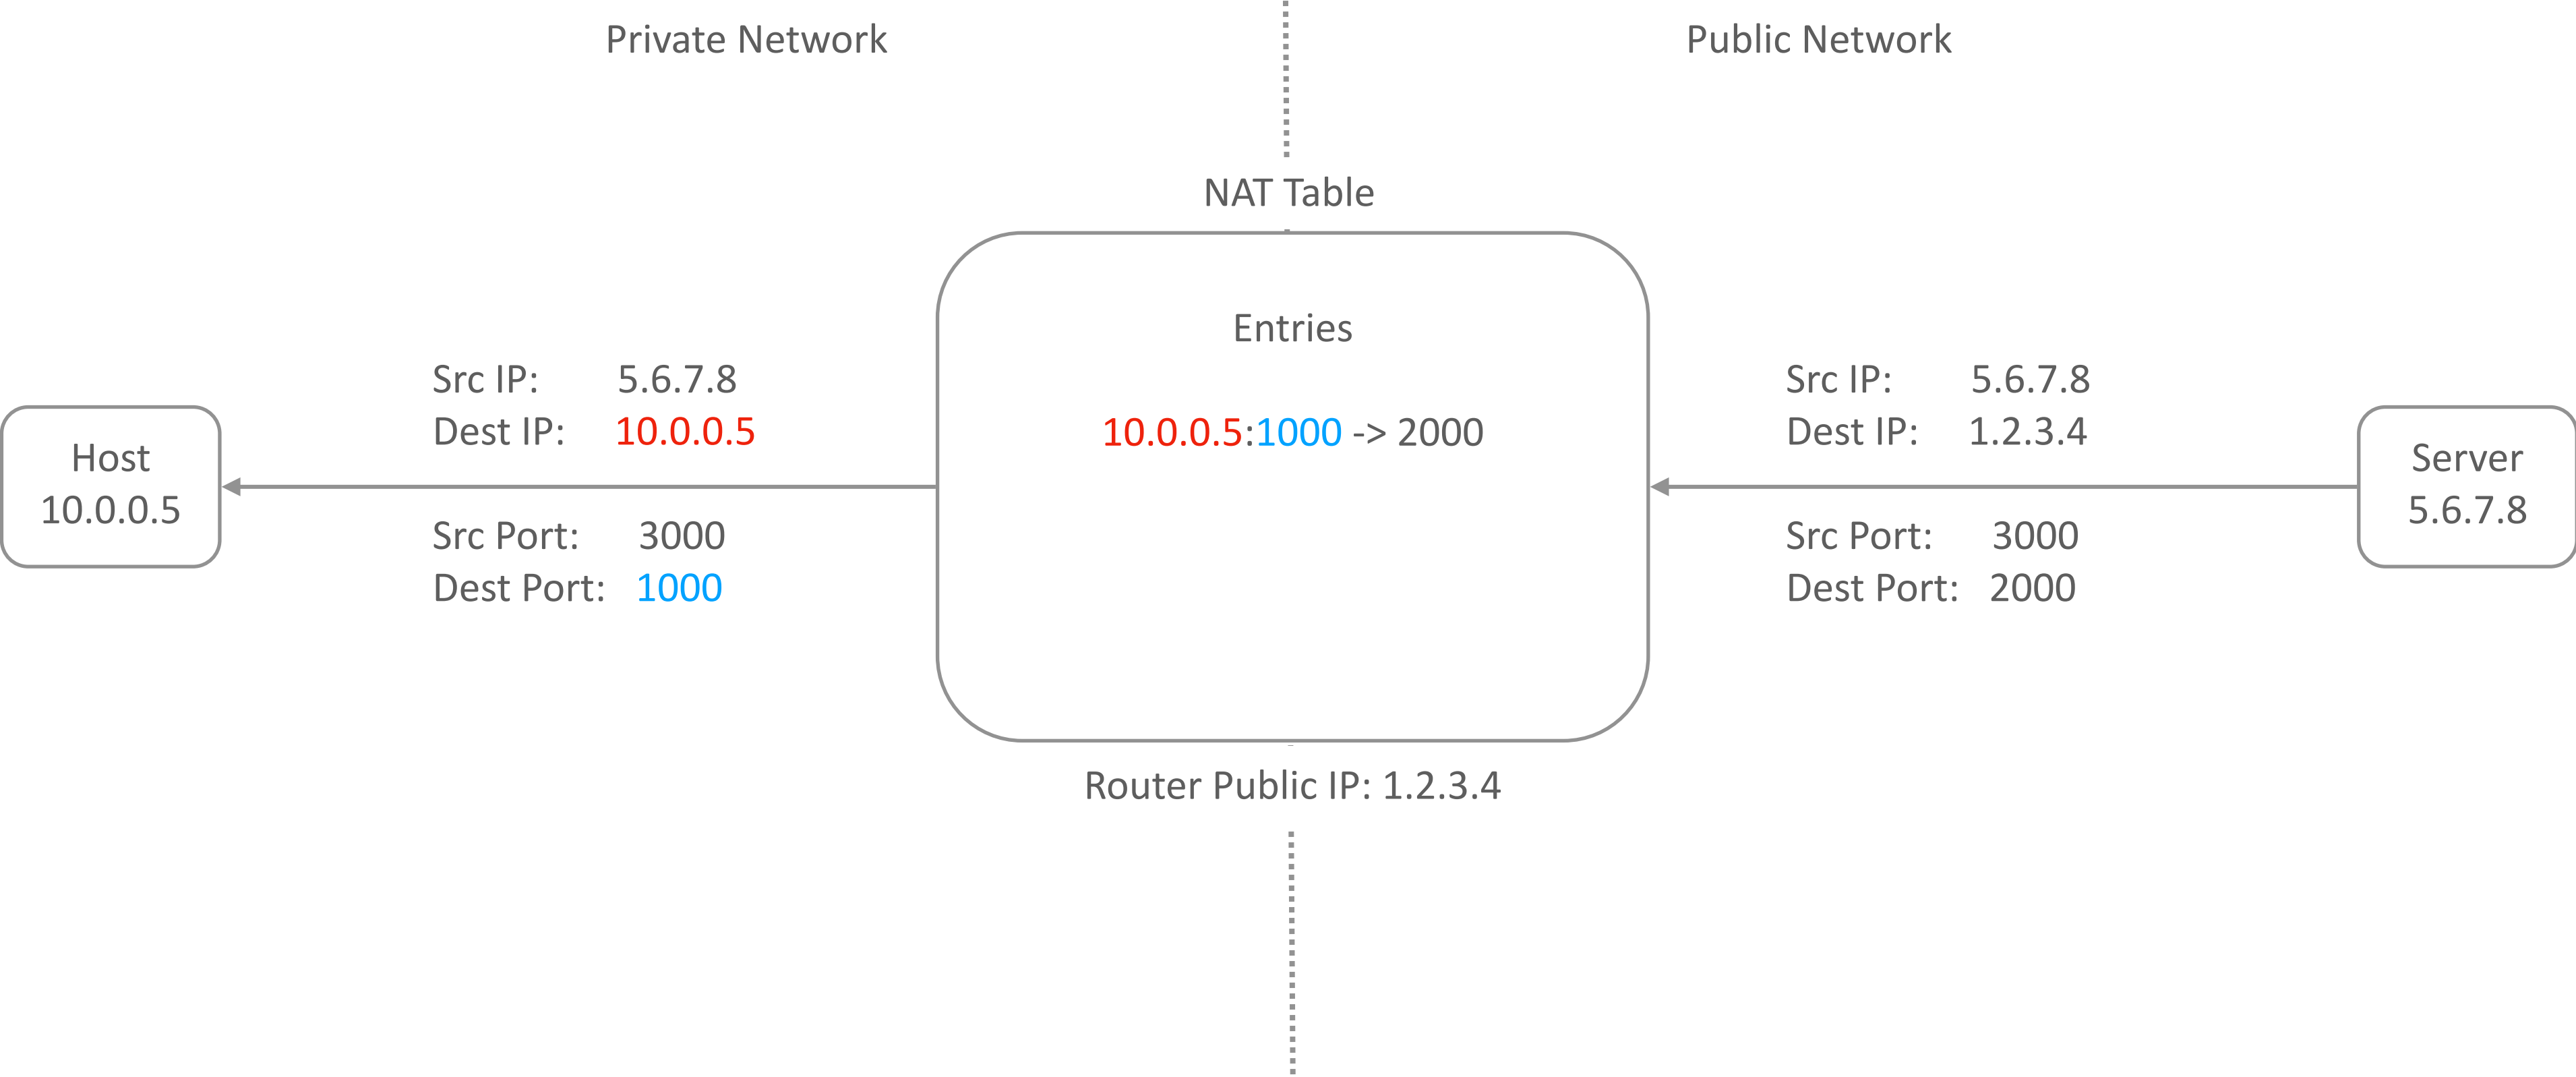 Private Network
Public Network
NAT Table
Entries
10.0.0.5:1000 -> 2000
Src IP: 5.6.7.8
Dest IP: 10.0.0.5
Src Port: 3000
Dest Port: 1000
Host
10.0.0.5
Src IP: 5.6.7.8
Dest IP: 1.2.3.4
Src Port: 3000
Dest Port: 2000
Server
5.6.7.8
Router Public IP: 1.2.3.4